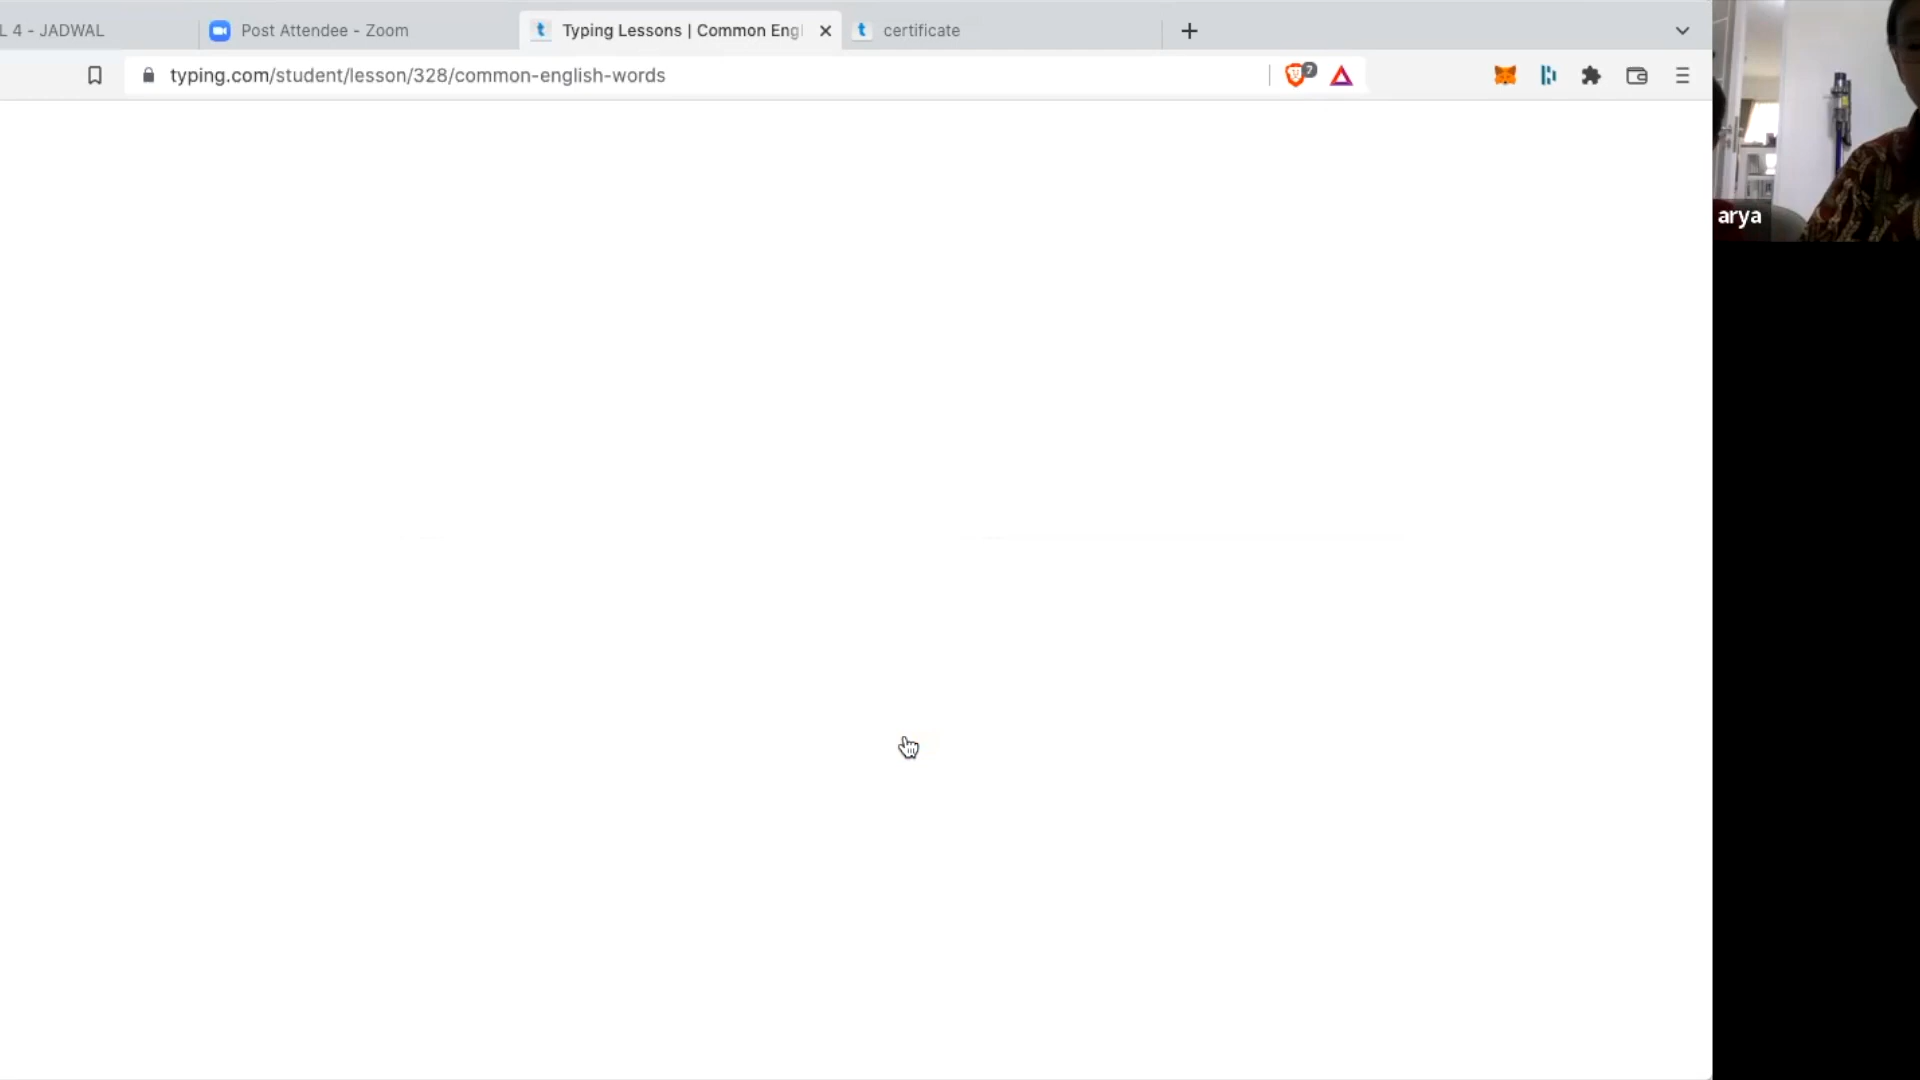 L 4 - JADWAL
Post Attendee - Zoom
Typing Lessons | Common Engl
certificate
typing.com/student/lesson/328/common-english-words
7
arya